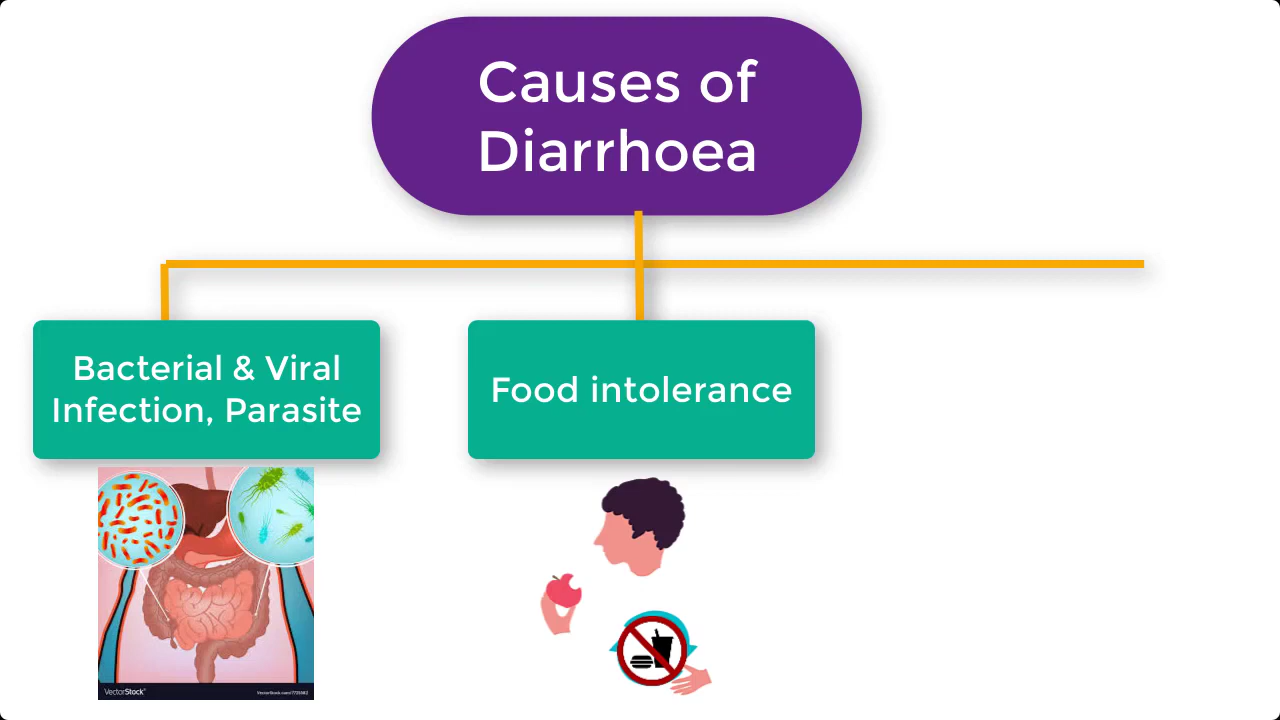 Causes of
Diarrhoea
Bacterial & Viral
Infection, Parasite
Food intolerance
VectorStock®